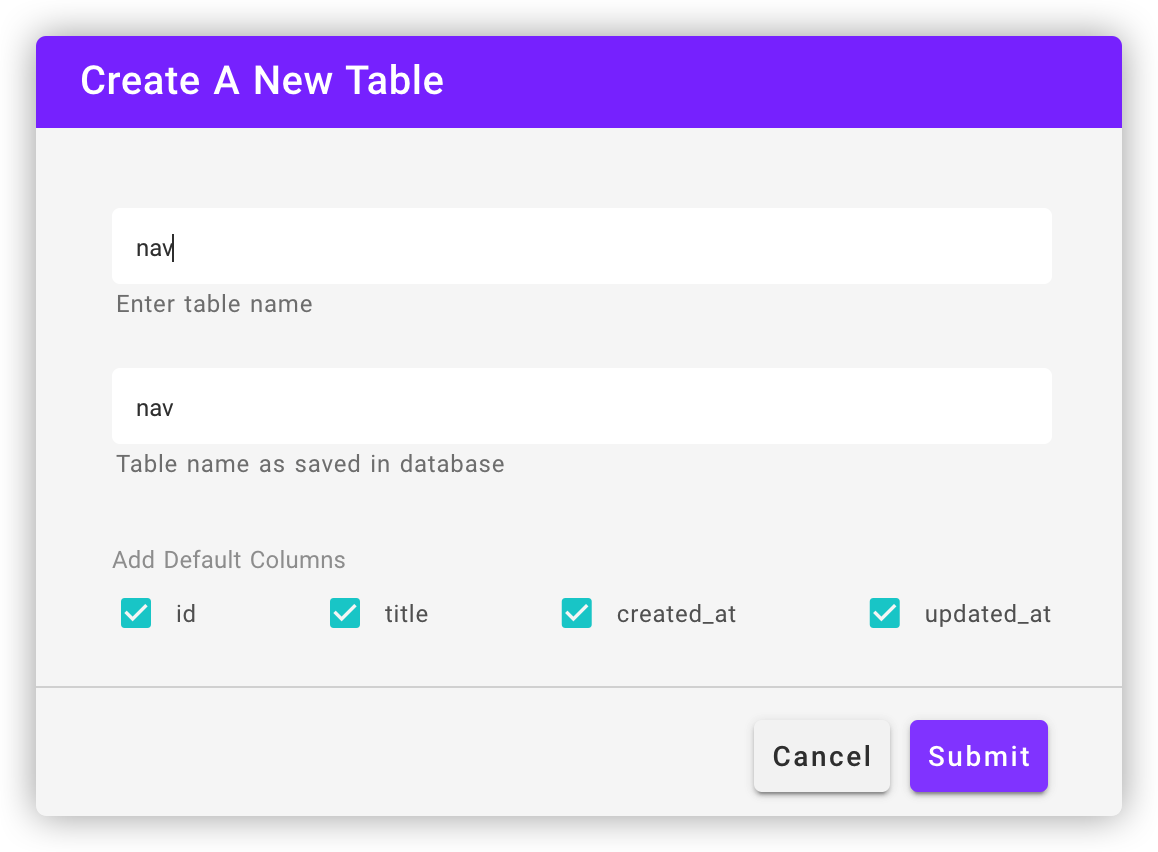 Create A New Table
nav
Enter table name
nav
Table name as saved in database
Add Default Columns
id title created_at updated_at
Cancel Submit